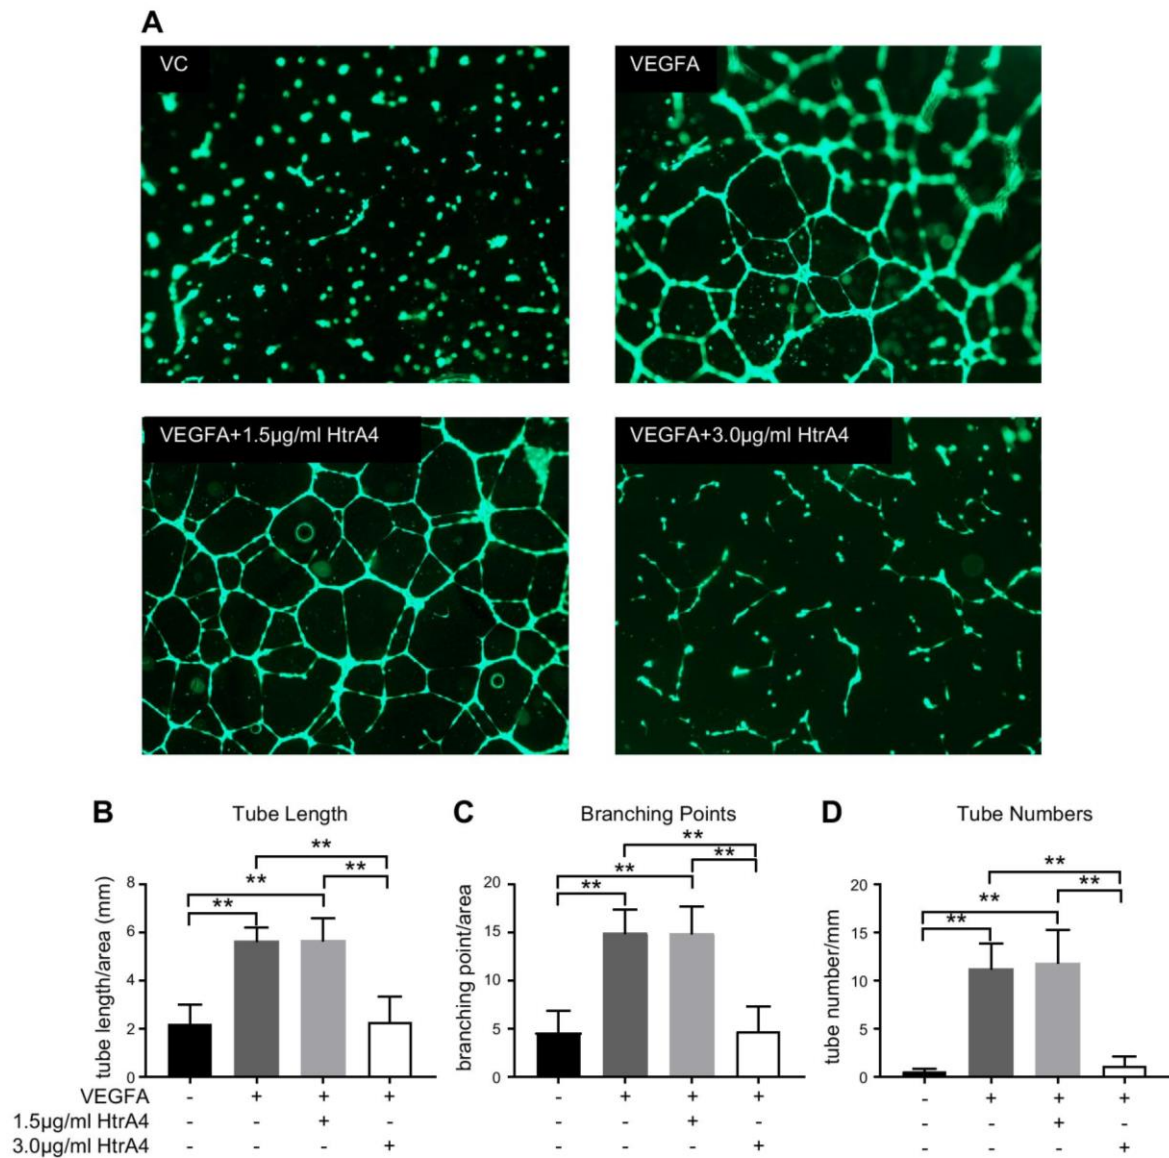 A
VC
VEGFA
VEGFA+1.5µg/ml HtrA4
VEGFA+3.0µg/ml HtrA4
B
Tube Length
tube length/area (mm)
8
6
4
2
0
**
**
**
**
C
Branching Points
branching point/area
20
15
10
5
0
**
**
**
**
D
Tube Numbers
tube number/mm
20
15
10
5
0
**
**
**
**
VEGFA - + + + - + + + - + + +
1.5µg/ml HtrA4 - - + - - - + - - - + -
3.0µg/ml HtrA4 - - - + - - - + - - - +